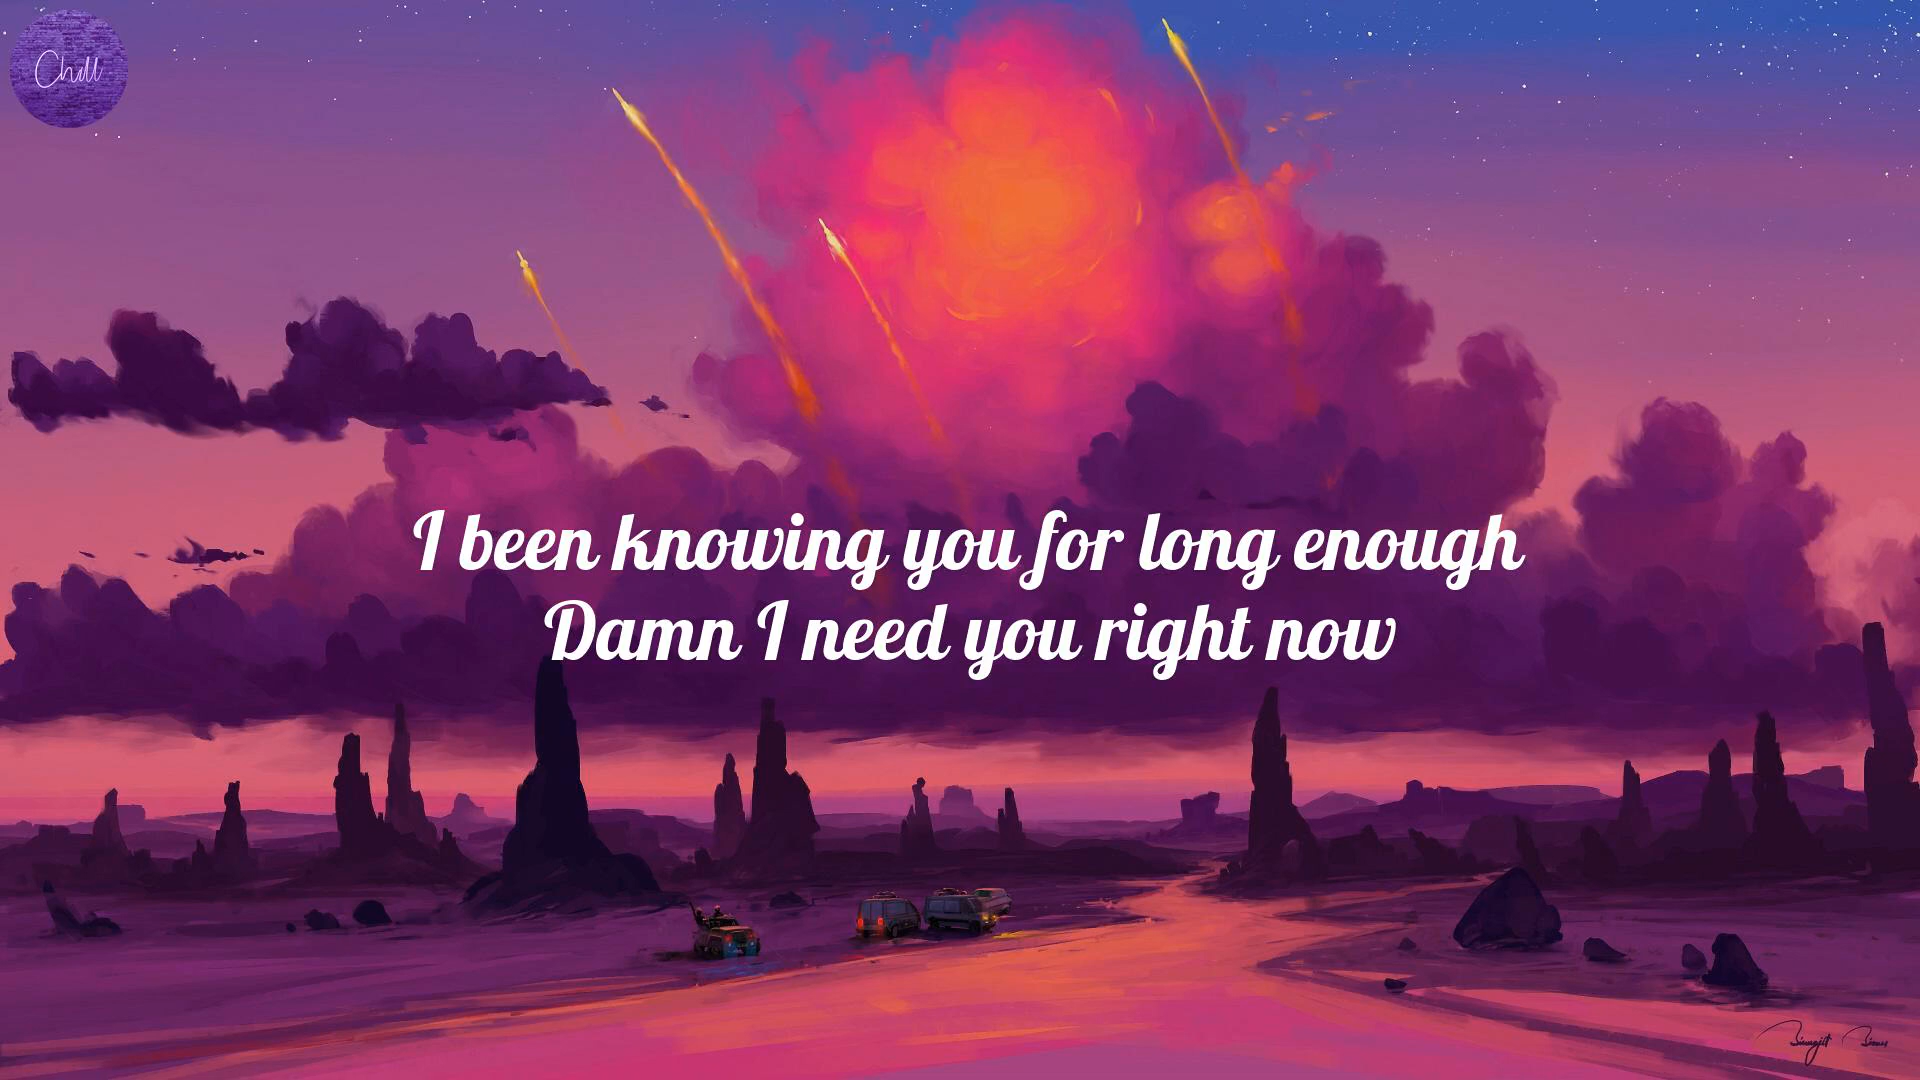 Chill
I been knowing you for long enough
Damn I need you right now